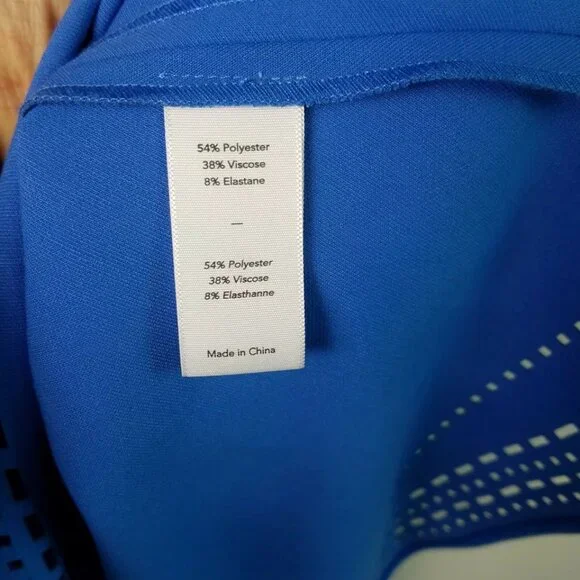 54% Polyester
38% Viscose
8% Elastane
—
54% Polyester
38% Viscose
8% Elasthanne
Made in China